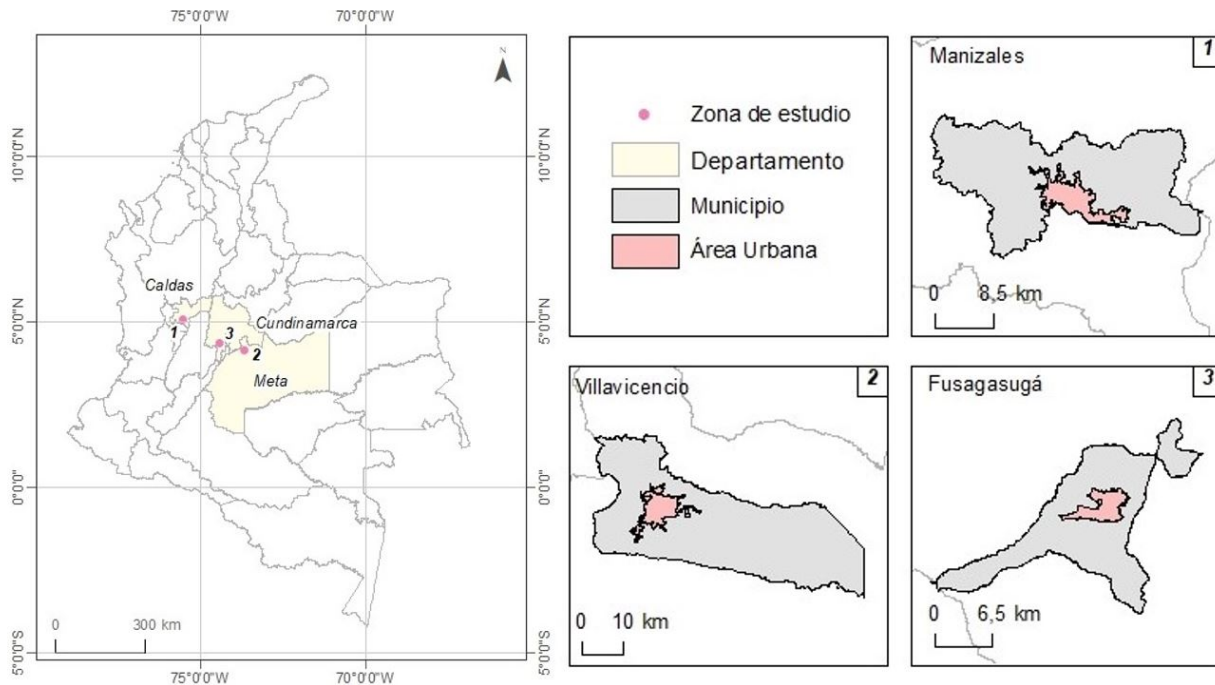 75°0'0"W 70°0'0"W
N
10°0'0"N
5°0'0"N
0°0'0"
5°0'0"S
10°0'0"N
5°0'0"N
0°0'0"
5°0'0"S
Caldas
Cundinamarca
Meta
1
3
2
0 300 km
75°0'0"W 70°0'0"W
Zona de estudio
Departamento
Municipio
Área Urbana
Manizales 1
0 8,5 km
Villavicencio 2
0 10 km
Fusagasugá 3
0 6,5 km